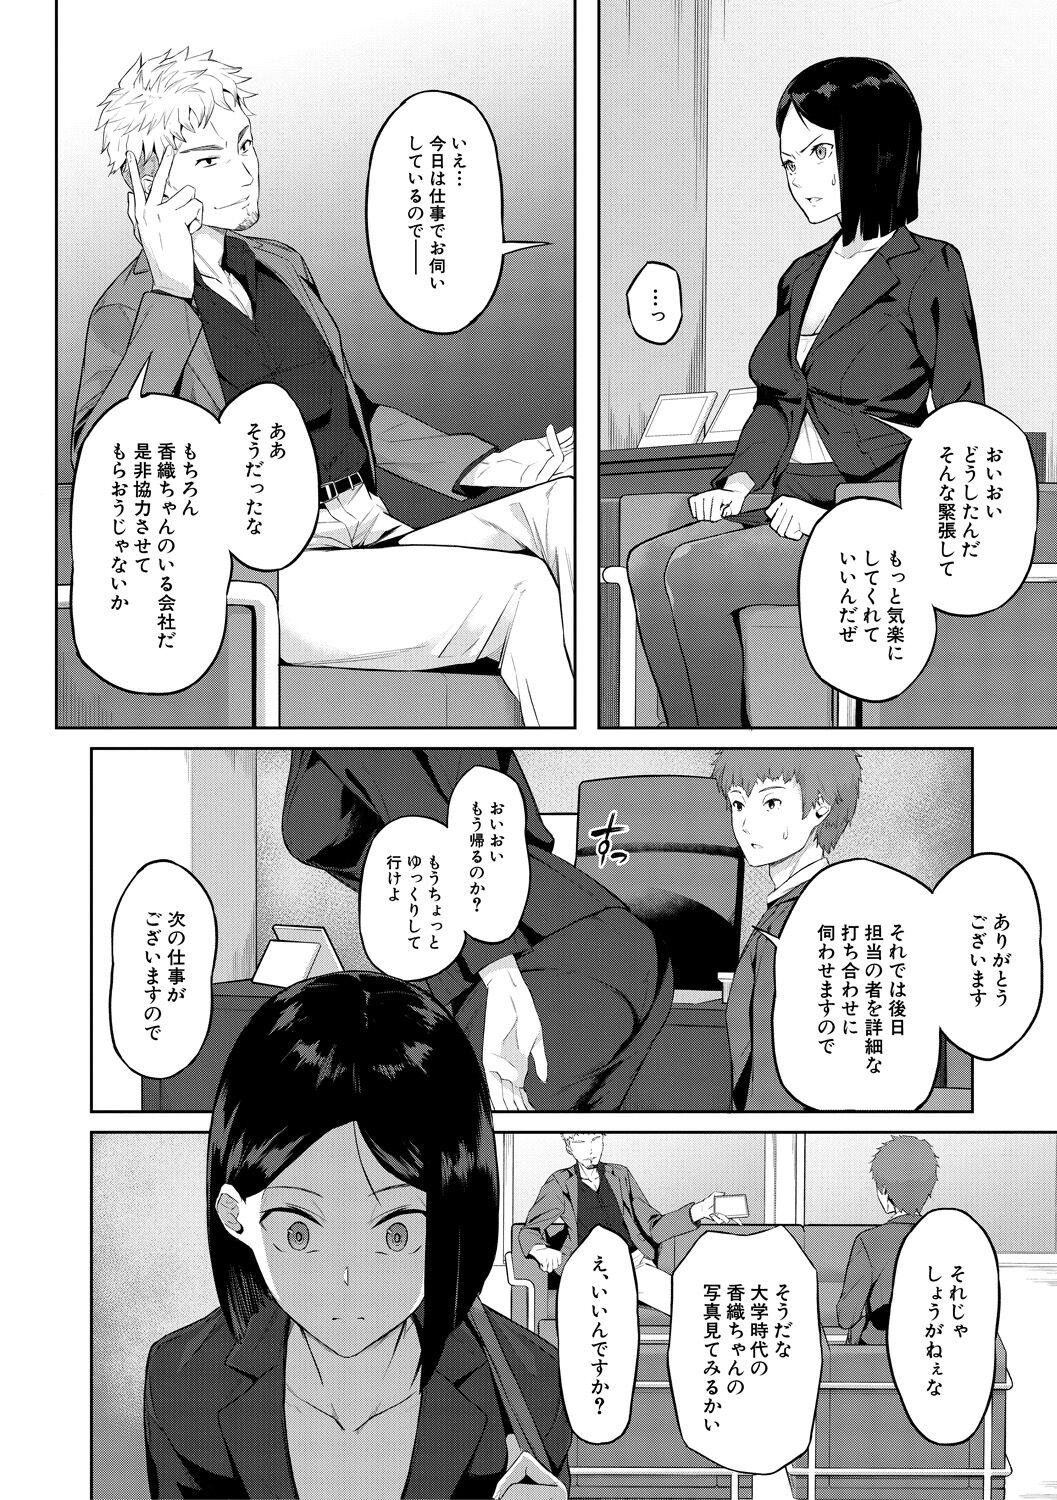 おいおい
どうしたんだ
そんな緊張して
もっと気楽に
してくれて
いいんだぜ
…っ
いえ…
今日は仕事でお伺い
しているので――
ああ
そうだったな
もちろん
香織ちゃんのいる会社だ
是非協力させて
もらおうじゃないか
ありがとう
ございます
それでは後日
担当の者を詳細な
打ち合わせに
伺わせますので
すっ
おいおい
もう帰るのか?
もうちょっと
ゆっくりして
行けよ
次の仕事が
ございますので
それじゃ
しょうがねぇな
そうだな
大学時代の
香織ちゃんの
写真見てみるかい
え、いいんですか?